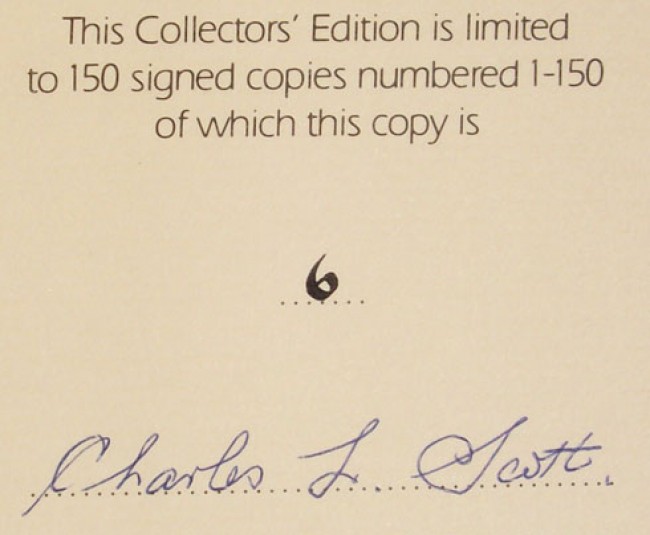 This Collectors' Edition is limited
to 150 signed copies numbered 1-150
of which this copy is
6
Charles L. Scott.